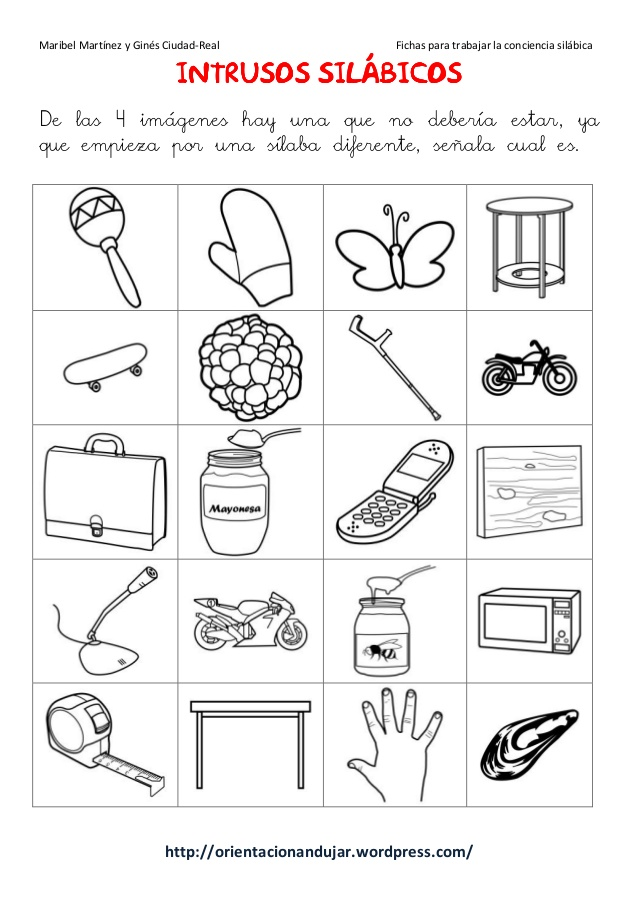 Maribel Martínez y Ginés Ciudad-Real Fichas para trabajar la conciencia silábica
INTRUSOS SILÁBICOS
De las 4 imágenes hay una que no debería estar, ya
que empieza por una sílaba diferente, señala cual es.
Mayonesa
http://orientacionandujar.wordpress.com/